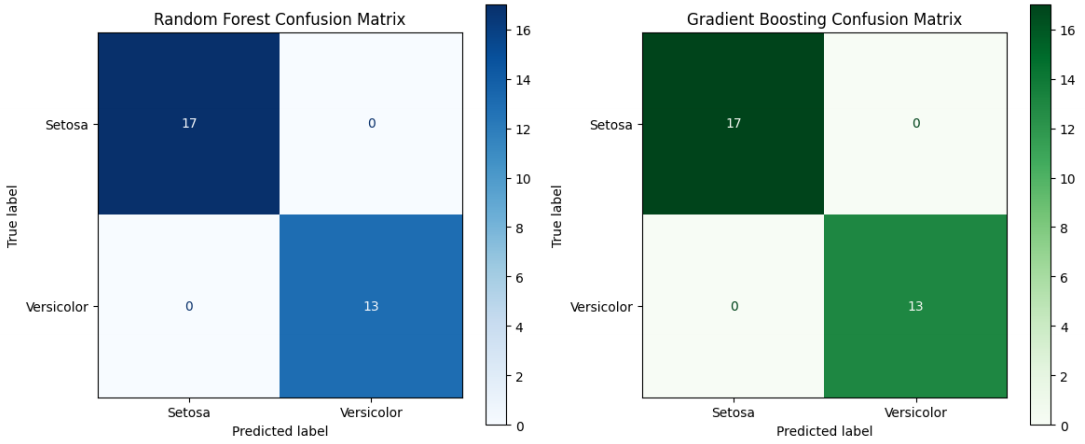 Random Forest Confusion Matrix
Setosa
Versicolor
True label
17
0
0
13
Setosa
Versicolor
Predicted label
16
14
12
10
8
6
4
2
0
Gradient Boosting Confusion Matrix
Setosa
Versicolor
True label
17
0
0
13
Setosa
Versicolor
Predicted label
16
14
12
10
8
6
4
2
0